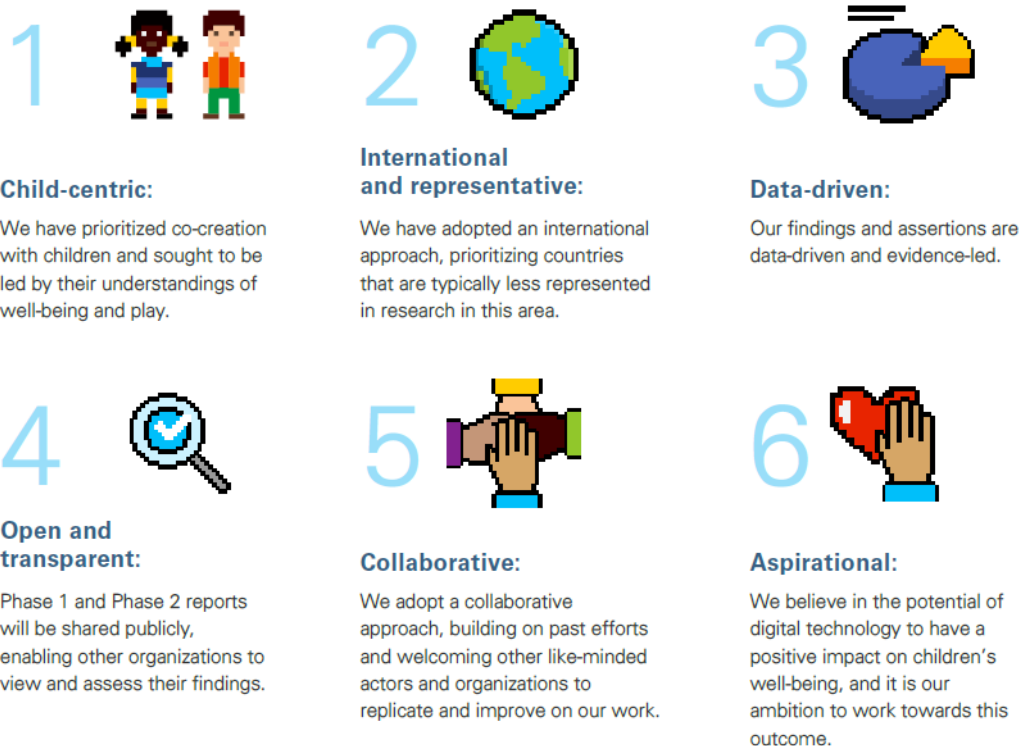 1
Child-centric:
We have prioritized co-creation
with children and sought to be
led by their understandings of
well-being and play.
2
International
and representative:
We have adopted an international
approach, prioritizing countries
that are typically less represented
in research in this area.
3
Data-driven:
Our findings and assertions are
data-driven and evidence-led.
4
Open and
transparent:
Phase 1 and Phase 2 reports
will be shared publicly,
enabling other organizations to
view and assess their findings.
5
Collaborative:
We adopt a collaborative
approach, building on past efforts
and welcoming other like-minded
actors and organizations to
replicate and improve on our work.
6
Aspirational:
We believe in the potential of
digital technology to have a
positive impact on children’s
well-being, and it is our
ambition to work towards this
outcome.